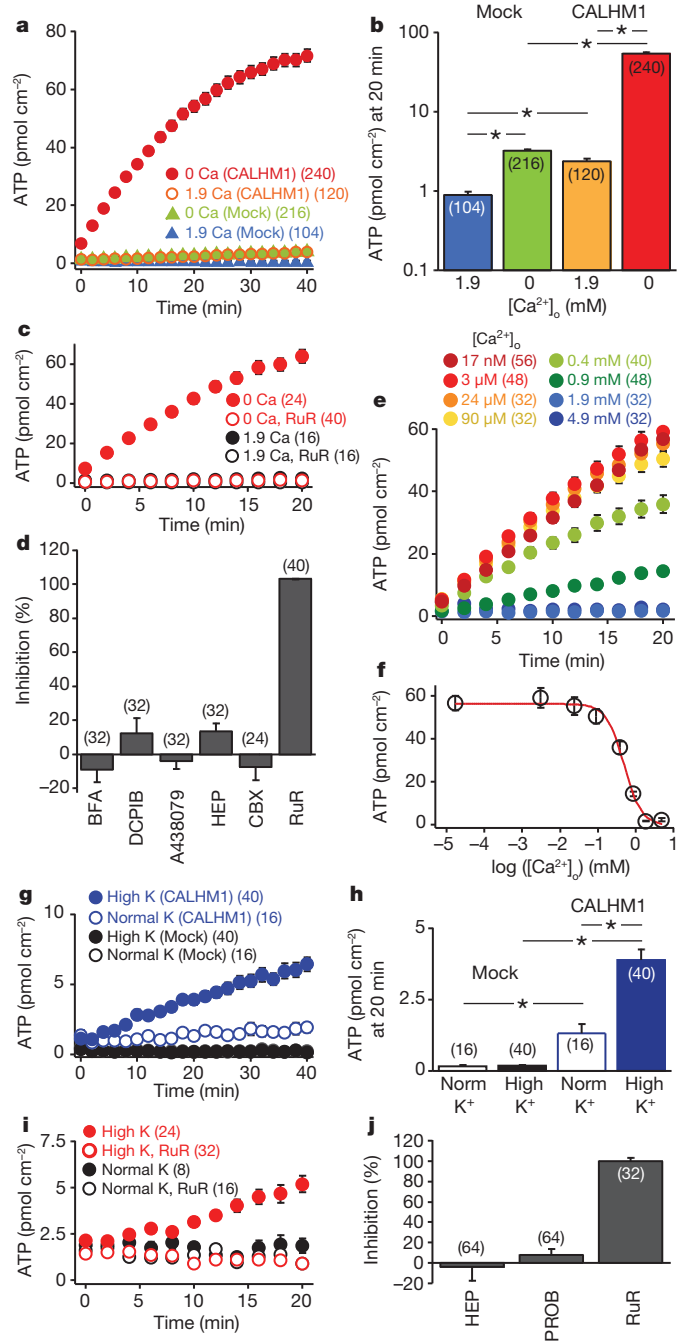 a
ATP (pmol cm⁻²)
80
60
40
20
0
0 Ca (CALHM1) (240)
1.9 Ca (CALHM1) (120)
0 Ca (Mock) (216)
1.9 Ca (Mock) (104)
0 10 20 30 40
Time (min)
b
Mock CALHM1
ATP (pmol cm⁻²) at 20 min
100
10
1
0.1
* *
* *
(104) (216) (120) (240)
1.9 0 1.9 0
[Ca²⁺]ₒ (mM)
c
ATP (pmol cm⁻²)
60
40
20
0
0 Ca (24)
0 Ca, RuR (40)
1.9 Ca (16)
1.9 Ca, RuR (16)
0 5 10 15 20
Time (min)
d
Inhibition (%)
120
100
80
60
40
20
0
−20
(32) (32) (32) (32) (24) (40)
BFA DCPIB A438079 HEP CBX RuR
e
[Ca²⁺]ₒ
17 nM (56) 0.4 mM (40)
3 µM (48) 0.9 mM (48)
24 µM (32) 1.9 mM (32)
90 µM (32) 4.9 mM (32)
ATP (pmol cm⁻²)
60
40
20
0
0 5 10 15 20
Time (min)
f
ATP (pmol cm⁻²)
60
40
20
0
−5 −4 −3 −2 −1 0 1
log ([Ca²⁺]ₒ) (mM)
g
High K (CALHM1) (40)
Normal K (CALHM1) (16)
High K (Mock) (40)
Normal K (Mock) (16)
ATP (pmol cm⁻²)
10
5
0
0 10 20 30 40
Time (min)
h
CALHM1
Mock
ATP (pmol cm⁻²)
at 20 min
5
2.5
0
*
*
*
(16) (40) (16) (40)
Norm High Norm High
K⁺ K⁺ K⁺ K⁺
i
High K (24)
High K, RuR (32)
Normal K (8)
Normal K, RuR (16)
ATP (pmol cm⁻²)
7.5
5
2.5
0
0 5 10 15 20
Time (min)
j
Inhibition (%)
120
100
80
60
40
20
0
−20
(64) (64) (32)
HEP PROB RuR